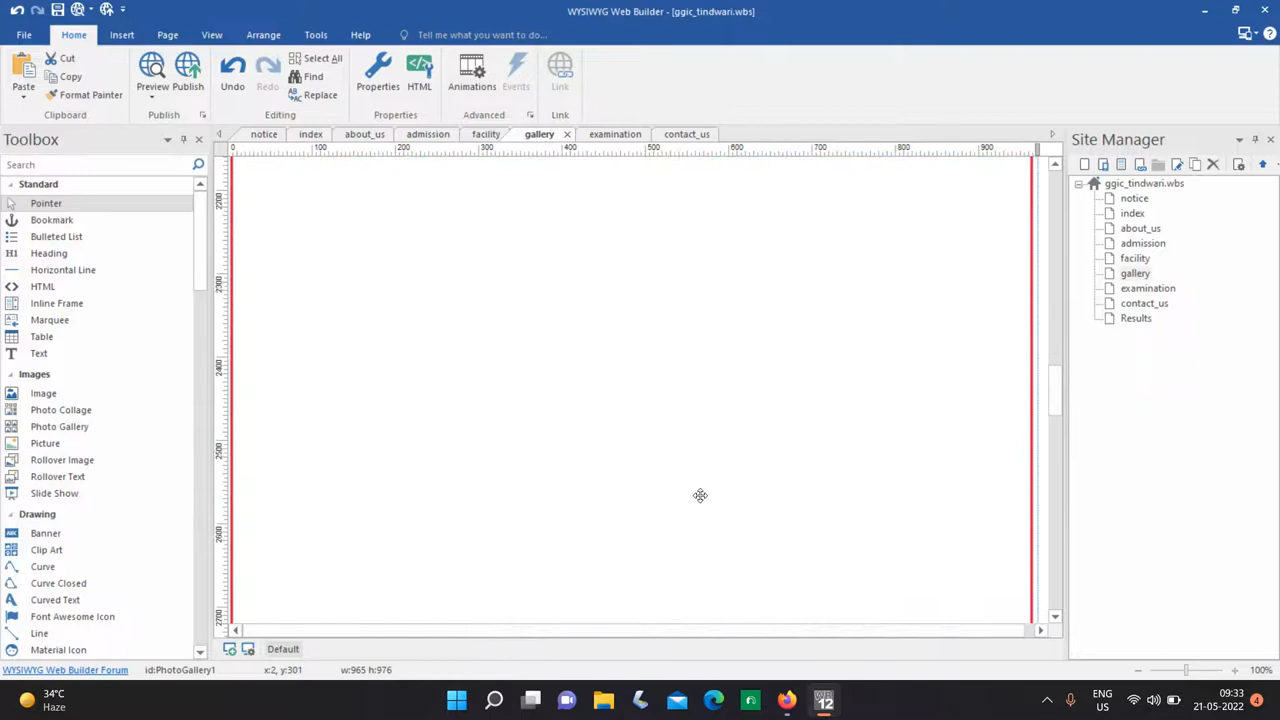 WYSIWYG Web Builder - [ggic_tindwari.wbs]
File Home Insert Page View Arrange Tools Help Tell me what you want to do...
Paste Cut Copy Format Painter Preview Publish Undo Redo Select All Find Replace Properties HTML Animations Events Link
Clipboard Publish Editing Properties Advanced Link
notice index about_us admission facility gallery examination contact_us
Toolbox
Search
Standard
Pointer
Bookmark
Bulleted List
H1 Heading
Horizontal Line
HTML
Inline Frame
Marquee
Table
Text
Images
Image
Photo Collage
Photo Gallery
Picture
Rollover Image
Rollover Text
Slide Show
Drawing
Banner
Clip Art
Curve
Curve Closed
Curved Text
Font Awesome Icon
Line
Material Icon
0 100 200 300 400 500 600 700 800 900
2200
2300
2400
2500
2600
2700
Default
Site Manager
ggic_tindwari.wbs
notice
index
about_us
admission
facility
gallery
examination
contact_us
Results
WYSIWYG Web Builder Forum id:PhotoGallery1 x:2, y:301 w:965 h:976 100%
34°C
Haze
WEB
12
ENG
US
09:33
21-05-2022
4